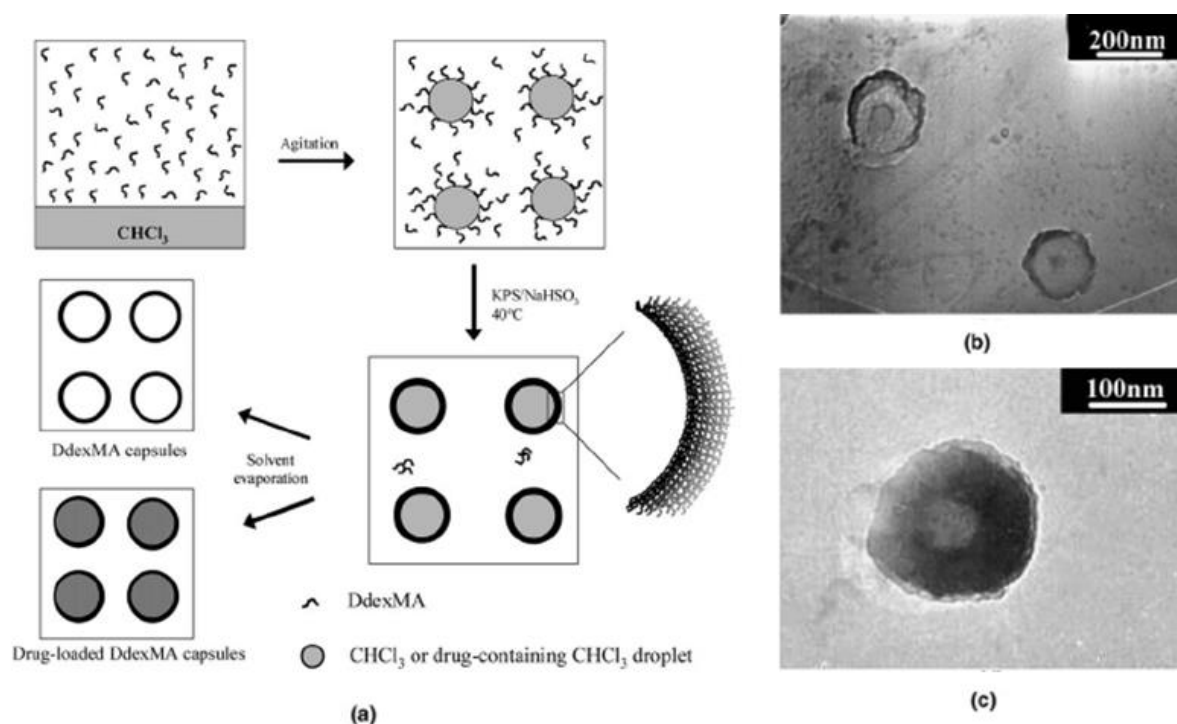 Agitation
CHCl₃
KPS/NaHSO₃
40°C
DdexMA capsules
Solvent
evaporation
Drug-loaded DdexMA capsules
DdexMA
CHCl₃ or drug-containing CHCl₃ droplet
(a)
200nm
(b)
100nm
(c)